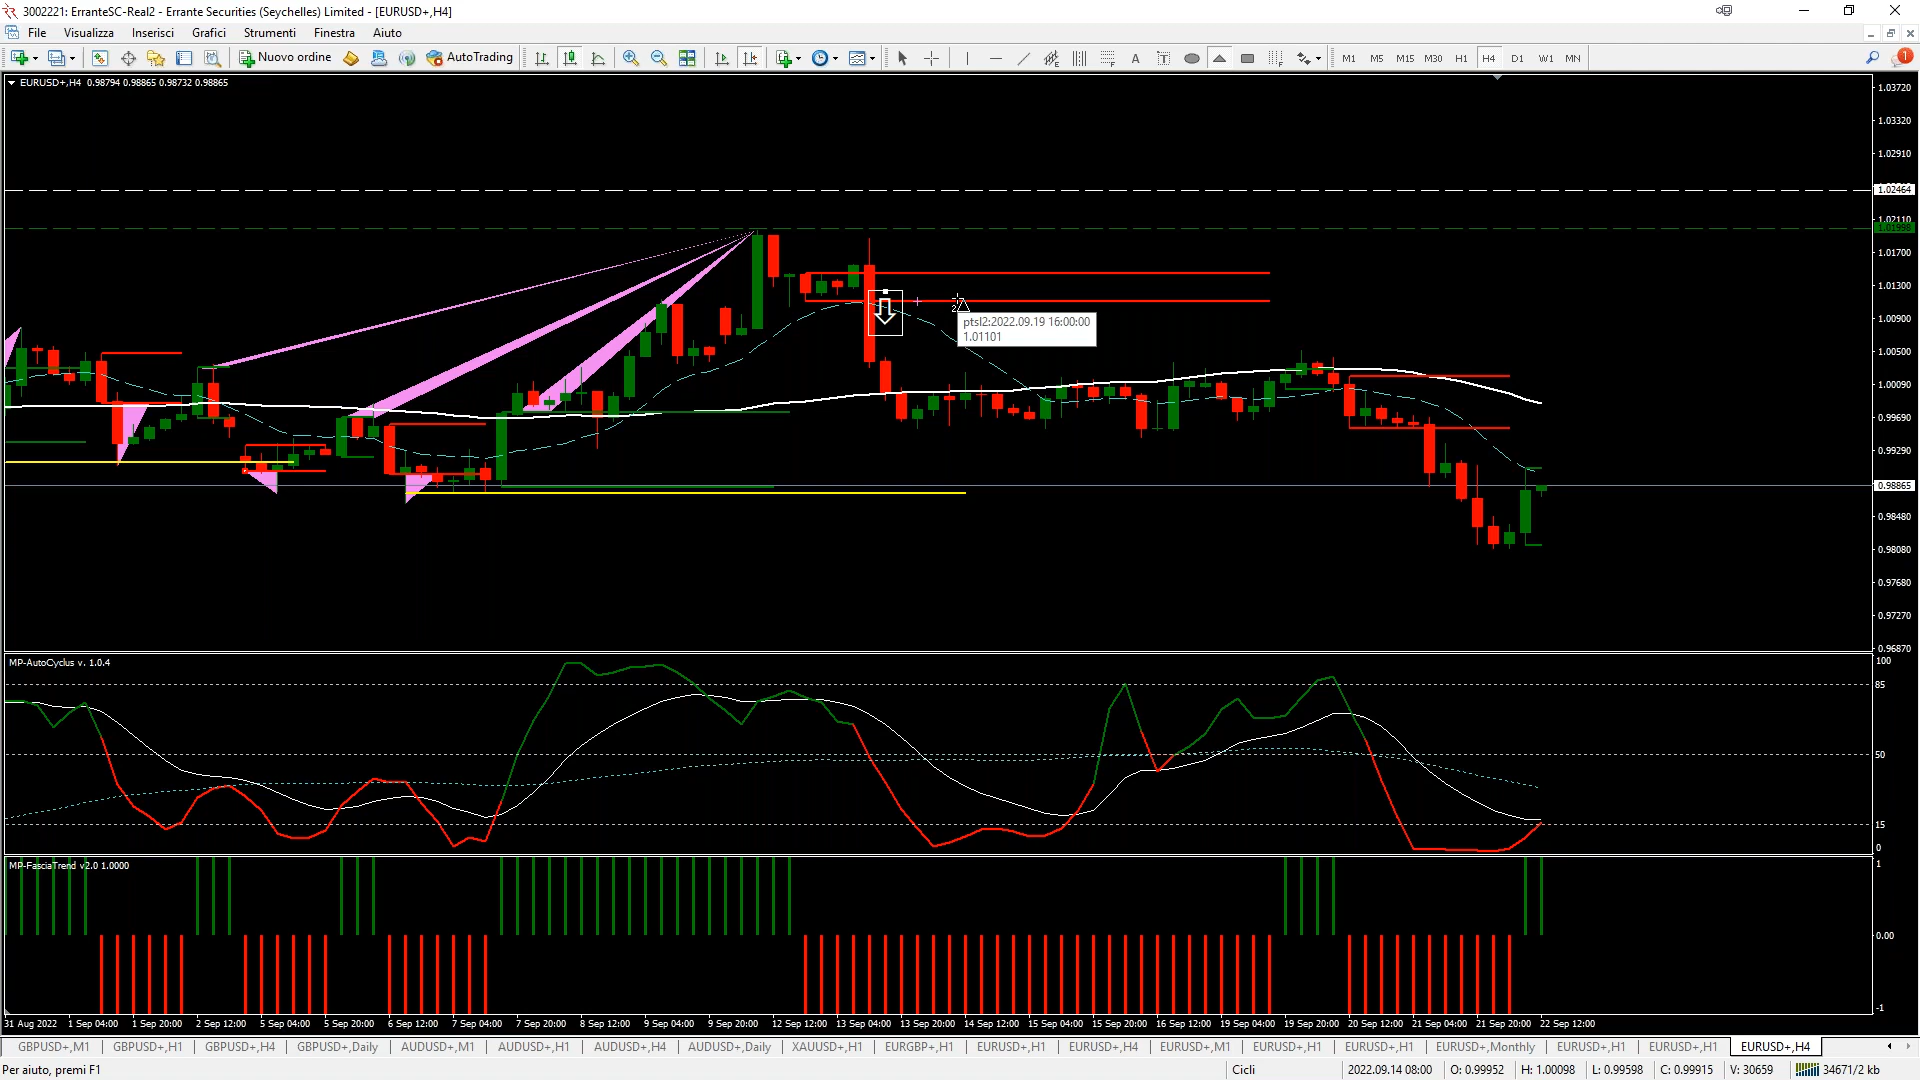 3002221: ErranteSC-Real2 - Errante Securities (Seychelles) Limited - [EURUSD+,H4]
File Visualizza Inserisci Grafici Strumenti Finestra Aiuto
Nuovo ordine AutoTrading A T M1 M5 M15 M30 H1 H4 D1 W1 MN 1
EURUSD+,H4 0.98794 0.98865 0.98732 0.98865
1.03720
1.03320
1.02910
1.02464
1.02110
1.01998
1.01700
1.01300
1.00900
1.00500
1.00090
0.99690
0.99290
0.98865
0.98480
0.98080
0.97680
0.97270
0.96870
ptsl2:2022.09.19 16:00:00
1.01101
MP-AutoCyclus v. 1.0.4
100
85
50
15
0
MP-FasciaTrend v2.0 1.0000
1
0.00
-1
31 Aug 2022 1 Sep 04:00 1 Sep 20:00 2 Sep 12:00 5 Sep 04:00 5 Sep 20:00 6 Sep 12:00 7 Sep 04:00 7 Sep 20:00 8 Sep 12:00 9 Sep 04:00 9 Sep 20:00 12 Sep 12:00 13 Sep 04:00 13 Sep 20:00 14 Sep 12:00 15 Sep 04:00 15 Sep 20:00 16 Sep 12:00 19 Sep 04:00 19 Sep 20:00 20 Sep 12:00 21 Sep 04:00 21 Sep 20:00 22 Sep 12:00
GBPUSD+,M1 GBPUSD+,H1 GBPUSD+,H4 GBPUSD+,Daily AUDUSD+,M1 AUDUSD+,H1 AUDUSD+,H4 AUDUSD+,Daily XAUUSD+,H1 EURGBP+,H1 EURUSD+,H1 EURUSD+,H4 EURUSD+,M1 EURUSD+,H1 EURUSD+,H1 EURUSD+,Monthly EURUSD+,H1 EURUSD+,H1 EURUSD+,H4
Per aiuto, premi F1 Cicli 2022.09.14 08:00 O: 0.99952 H: 1.00098 L: 0.99598 C: 0.99915 V: 30659 34671/2 kb